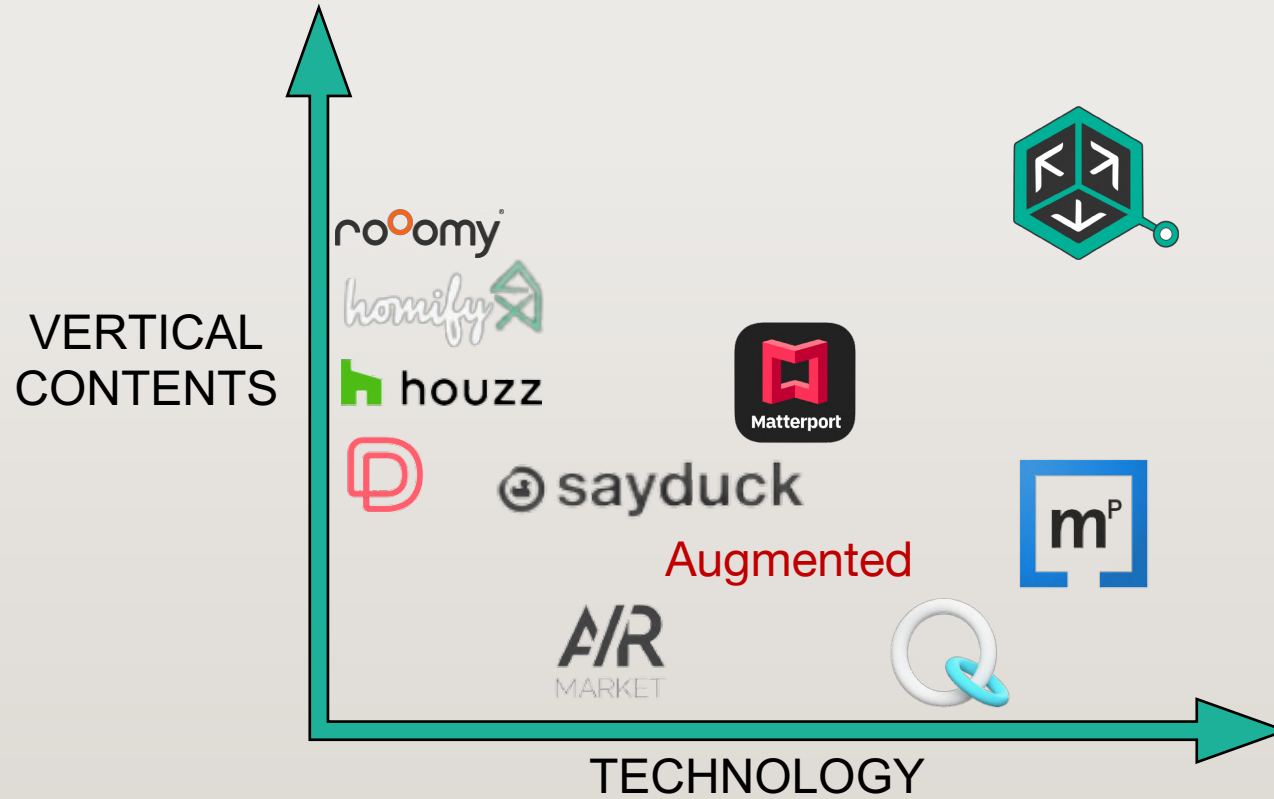 rooomy®
homify
VERTICAL
CONTENTS
houzz
Matterport
D
sayduck
mP
Augmented
A/R
MARKET
Q
TECHNOLOGY